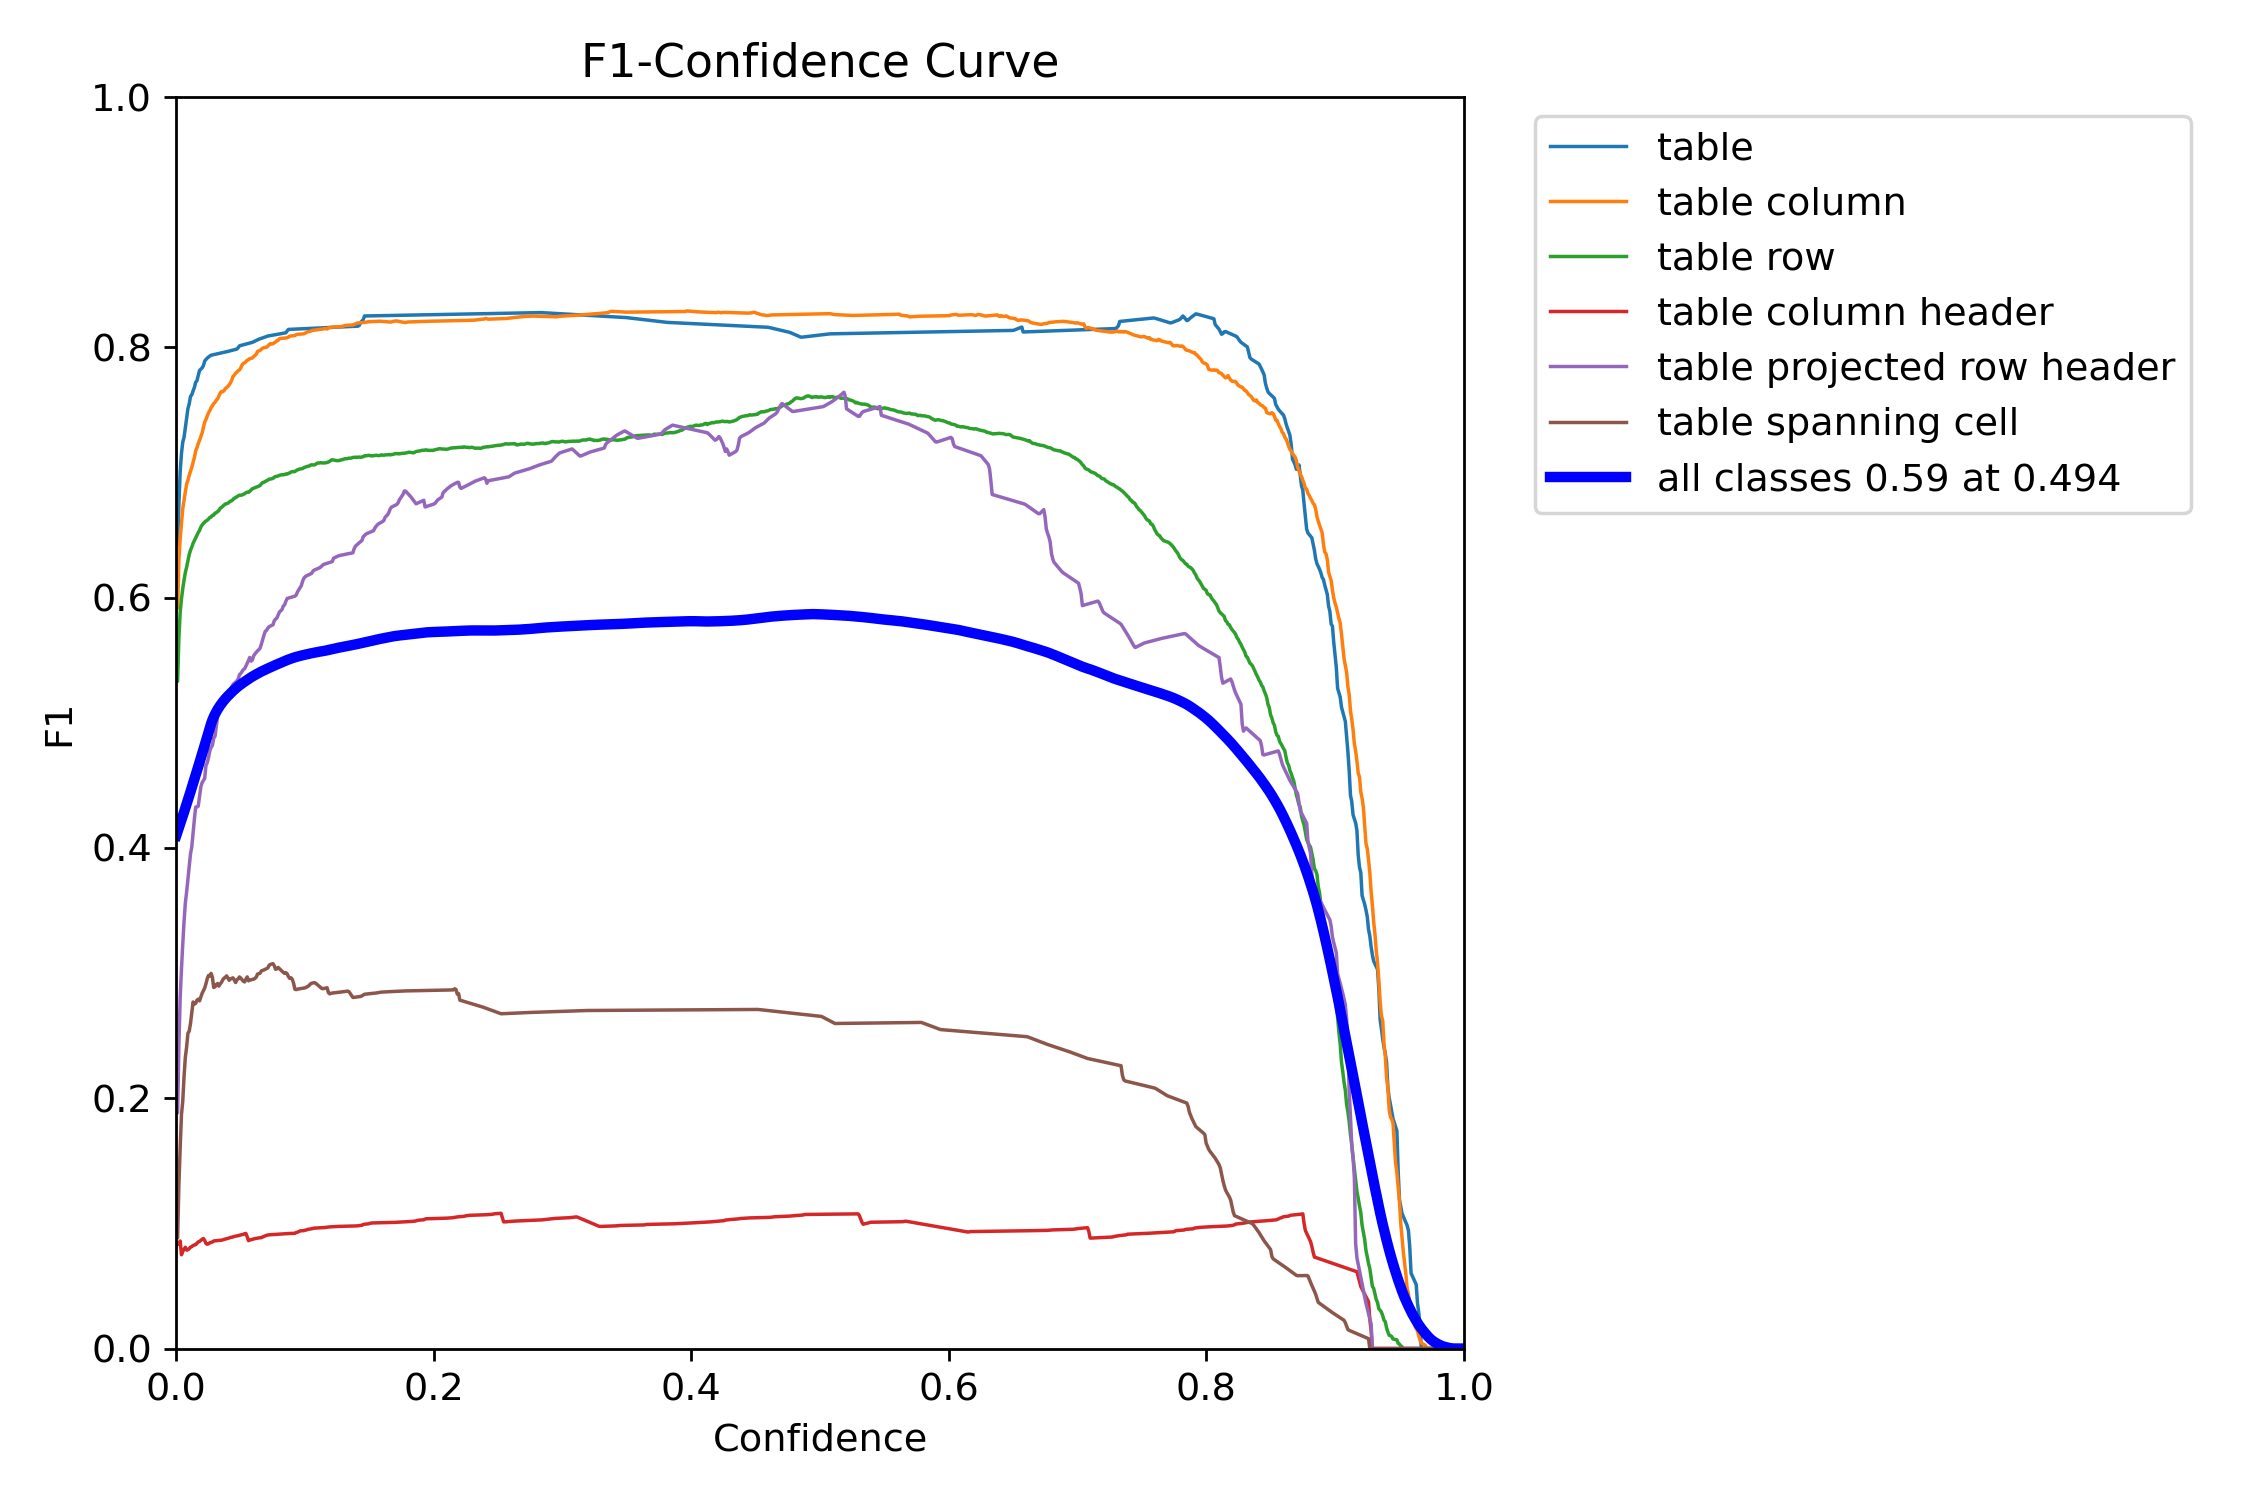 F1-Confidence Curve
1.0
0.8
0.6
0.4
0.2
0.0
F1
0.0 0.2 0.4 0.6 0.8 1.0
Confidence
table
table column
table row
table column header
table projected row header
table spanning cell
all classes 0.59 at 0.494